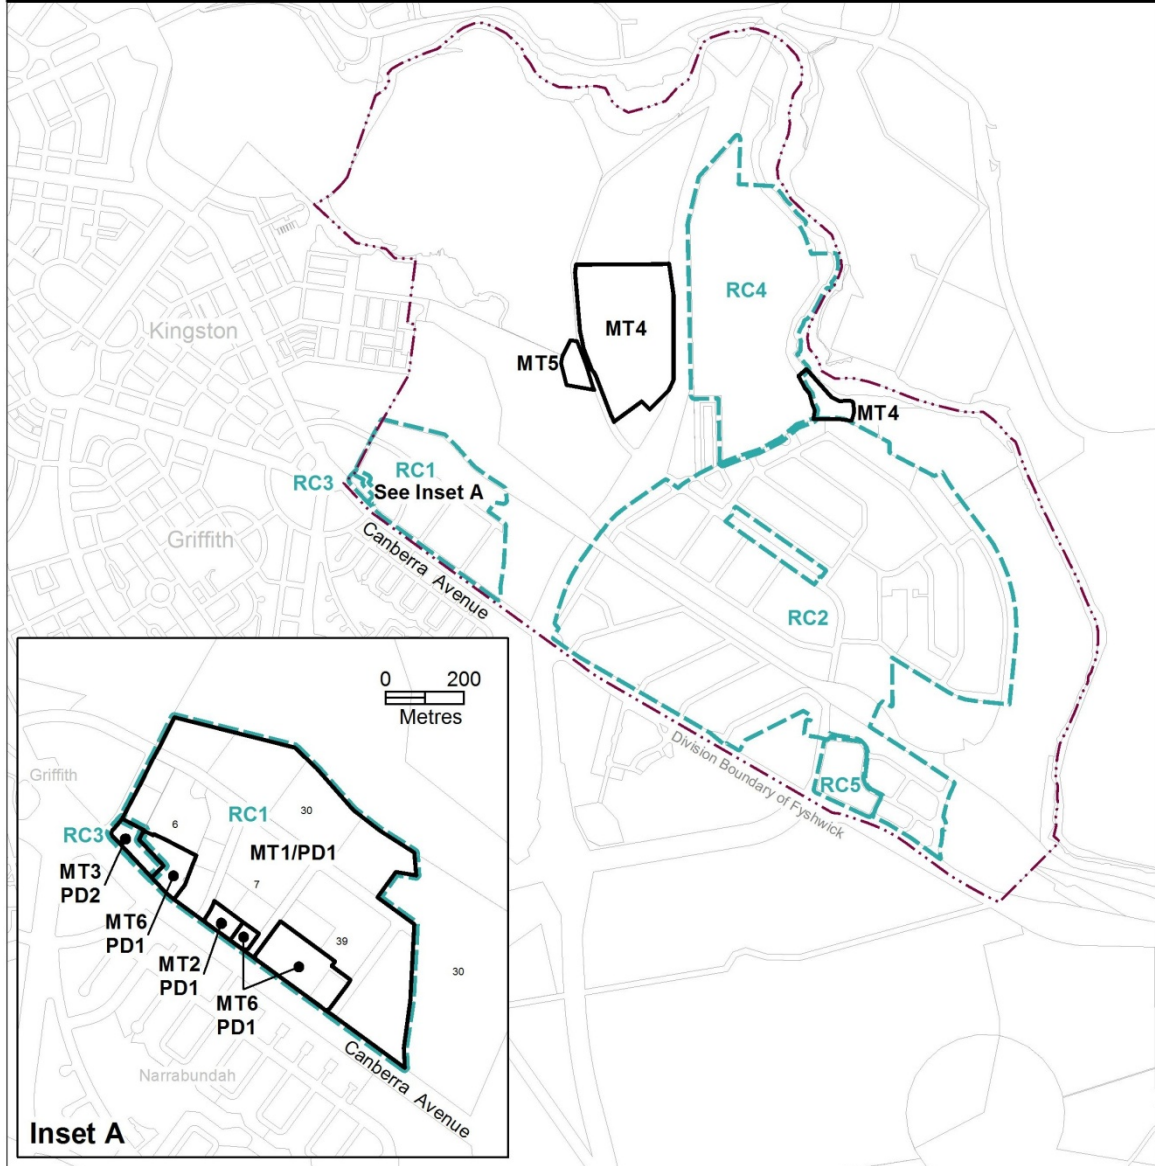 Kingston
RC4
MT4
MT5
MT4
RC1
RC3
See Inset A
Griffith
Canberra Avenue
RC2
Division Boundary of Fyshwick
RC5
0 200
Metres
Griffith
RC1
30
6
RC3
MT1/PD1
MT3
PD2
7
MT6
PD1
39
MT2
PD1
30
MT6
PD1
Canberra Avenue
Narrabundah
Inset A